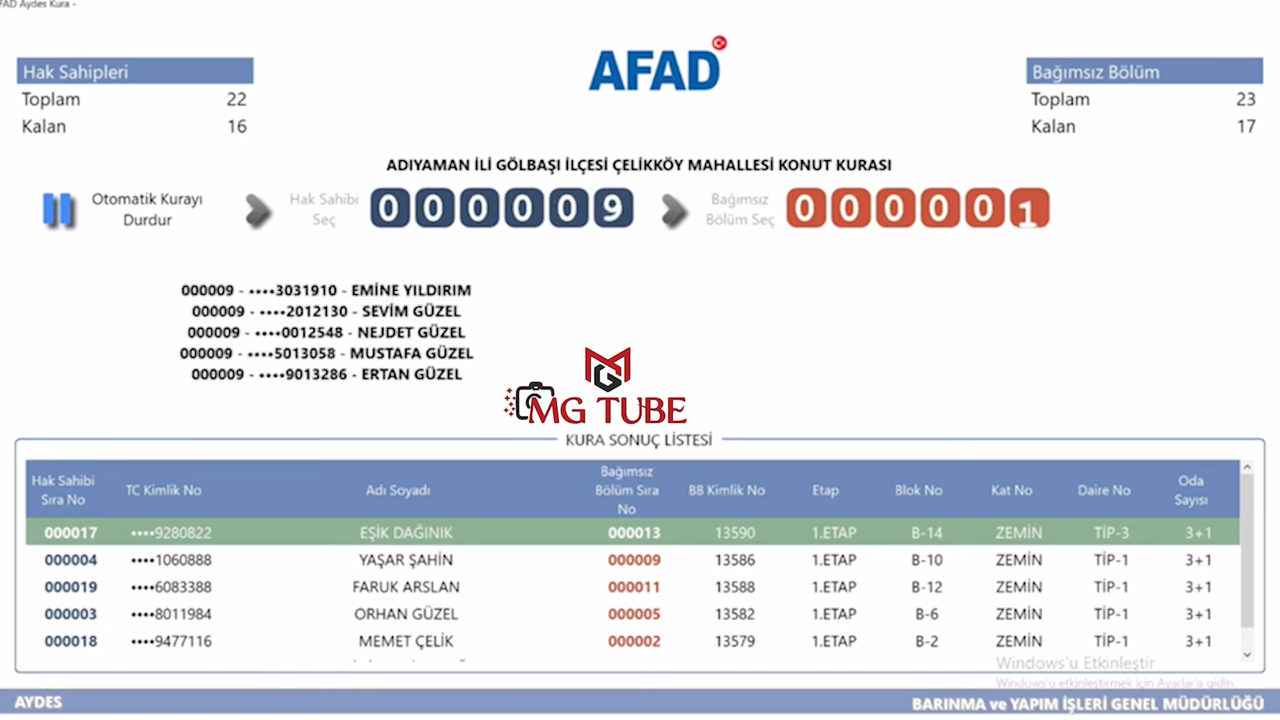 FAD Aydes Kura -
AFAD
Hak Sahipleri
Toplam 22
Kalan 16
Bağımsız Bölüm
Toplam 23
Kalan 17
ADIYAMAN İLİ GÖLBAŞI İLÇESİ ÇELİKKÖY MAHALLESİ KONUT KURASI
Otomatik Kurayı
Durdur
Hak Sahibi
Seç
000009
Bağımsız
Bölüm Seç
000001
000009 - ••••3031910 - EMİNE YILDIRIM
000009 - ••••2012130 - SEVİM GÜZEL
000009 - ••••0012548 - NEJDET GÜZEL
000009 - ••••5013058 - MUSTAFA GÜZEL
000009 - ••••9013286 - ERTAN GÜZEL
MG TUBE
KURA SONUÇ LİSTESİ
Hak Sahibi Sıra No TC Kimlik No Adı Soyadı Bağımsız Bölüm Sıra No BB Kimlik No Etap Blok No Kat No Daire No Oda Sayısı
000017 ••••9280822 EŞİK DAĞINIK 000013 13590 1.ETAP B-14 ZEMİN TİP-3 3+1
000004 ••••1060888 YAŞAR ŞAHİN 000009 13586 1.ETAP B-10 ZEMİN TİP-1 3+1
000019 ••••6083388 FARUK ARSLAN 000011 13588 1.ETAP B-12 ZEMİN TİP-1 3+1
000003 ••••8011984 ORHAN GÜZEL 000005 13582 1.ETAP B-6 ZEMİN TİP-1 3+1
000018 ••••9477116 MEMET ÇELİK 000002 13579 1.ETAP B-2 ZEMİN TİP-1 3+1
Windows'u Etkinleştir
Windows'u etkinleştirmek için Ayarlar'a gidin.
AYDES
BARINMA ve YAPIM İŞLERİ GENEL MÜDÜRLÜĞÜ